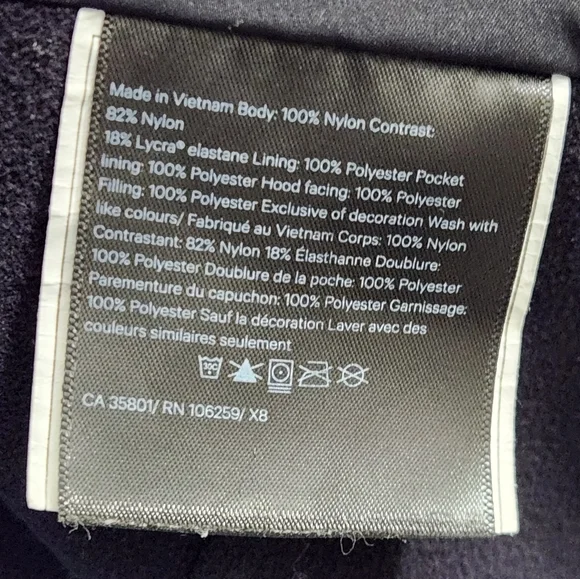 Made in Vietnam Body: 100% Nylon Contrast:
82% Nylon
18% Lycra® elastane Lining: 100% Polyester Pocket
lining: 100% Polyester Hood facing: 100% Polyester
Filling: 100% Polyester Exclusive of decoration Wash with
like colours/ Fabriqué au Vietnam Corps: 100% Nylon
Contrastant: 82% Nylon 18% Élasthanne Doublure:
100% Polyester Doublure de la poche: 100% Polyester
Parementure du capuchon: 100% Polyester Garnissage:
100% Polyester Sauf la décoration Laver avec des
couleurs similaires seulement
30C
CA 35801/ RN 106259/ X8